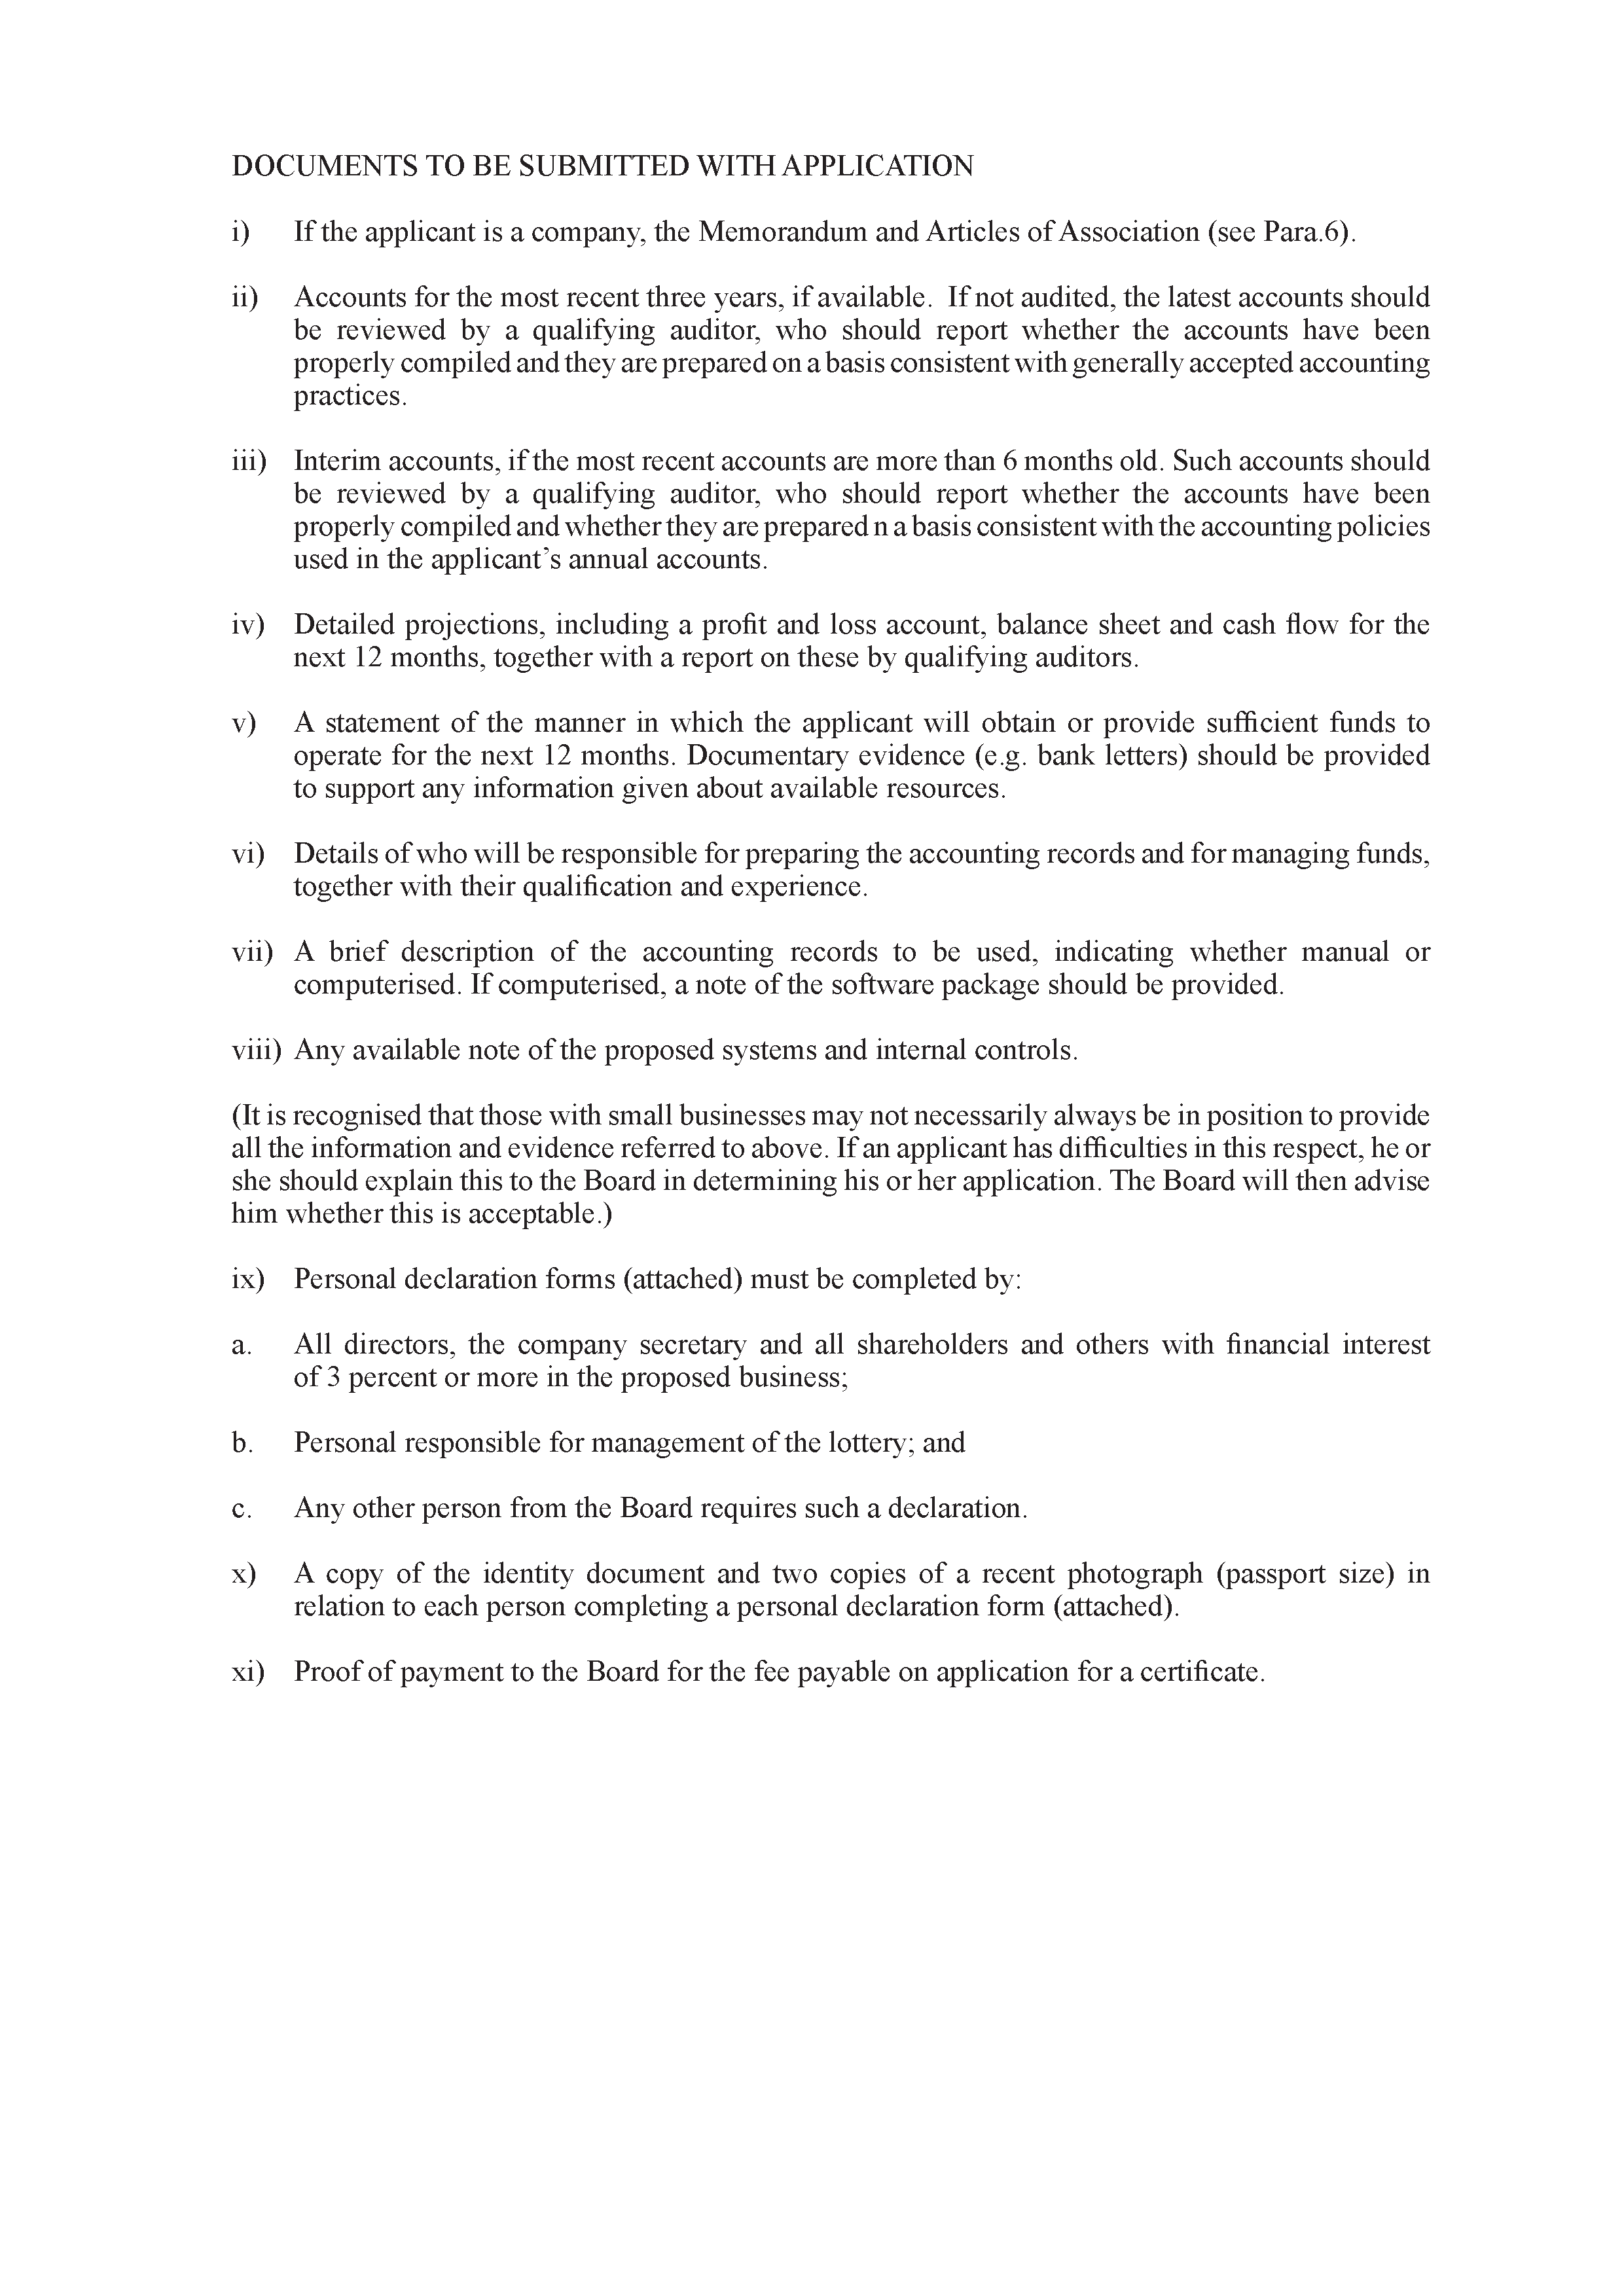 DOCUMENTS TO BE SUBMITTED WITH APPLICATION
i) If the applicant is a company, the Memorandum and Articles of Association (see Para.6).
ii) Accounts for the most recent three years, if available. If not audited, the latest accounts should
be reviewed by a qualifying auditor, who should report whether the accounts have been
properly compiled and they are prepared on a basis consistent with generally accepted accounting
practices.
iii) Interim accounts, if the most recent accounts are more than 6 months old. Such accounts should
be reviewed by a qualifying auditor, who should report whether the accounts have been
properly compiled and whether they are prepared n a basis consistent with the accounting policies
used in the applicant’s annual accounts.
iv) Detailed projections, including a profit and loss account, balance sheet and cash flow for the
next 12 months, together with a report on these by qualifying auditors.
v) A statement of the manner in which the applicant will obtain or provide sufficient funds to
operate for the next 12 months. Documentary evidence (e.g. bank letters) should be provided
to support any information given about available resources.
vi) Details of who will be responsible for preparing the accounting records and for managing funds,
together with their qualification and experience.
vii) A brief description of the accounting records to be used, indicating whether manual or
computerised. If computerised, a note of the software package should be provided.
viii) Any available note of the proposed systems and internal controls.
(It is recognised that those with small businesses may not necessarily always be in position to provide
all the information and evidence referred to above. If an applicant has difficulties in this respect, he or
she should explain this to the Board in determining his or her application. The Board will then advise
him whether this is acceptable.)
ix) Personal declaration forms (attached) must be completed by:
a. All directors, the company secretary and all shareholders and others with financial interest
of 3 percent or more in the proposed business;
b. Personal responsible for management of the lottery; and
c. Any other person from the Board requires such a declaration.
x) A copy of the identity document and two copies of a recent photograph (passport size) in
relation to each person completing a personal declaration form (attached).
xi) Proof of payment to the Board for the fee payable on application for a certificate.